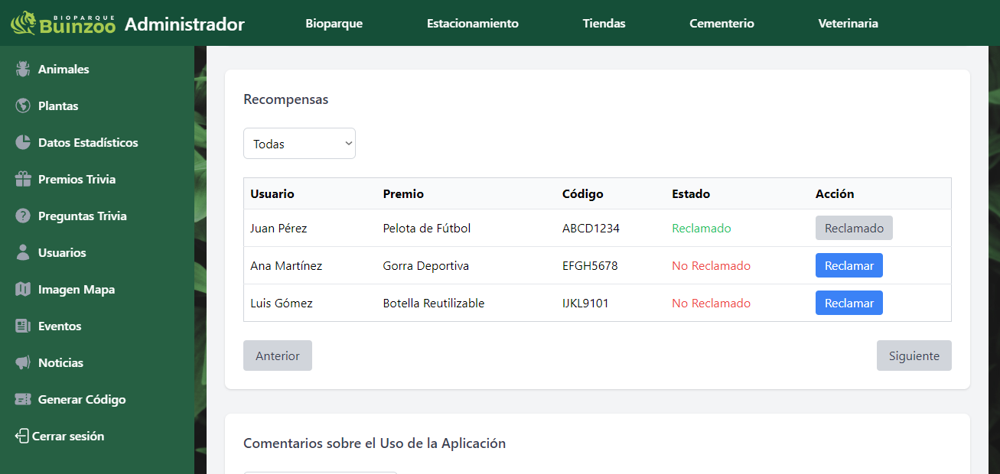 BIOPARQUE
Buinzoo
Administrador
Bioparque
Estacionamiento
Tiendas
Cementerio
Veterinaria
Animales
Plantas
Datos Estadísticos
Premios Trivia
Preguntas Trivia
Usuarios
Imagen Mapa
Eventos
Noticias
Generar Código
Cerrar sesión
Recompensas
Todas
Usuario Premio Código Estado Acción
Juan Pérez Pelota de Fútbol ABCD1234 Reclamado Reclamado
Ana Martínez Gorra Deportiva EFGH5678 No Reclamado Reclamar
Luis Gómez Botella Reutilizable IJKL9101 No Reclamado Reclamar
Anterior Siguiente
Comentarios sobre el Uso de la Aplicación